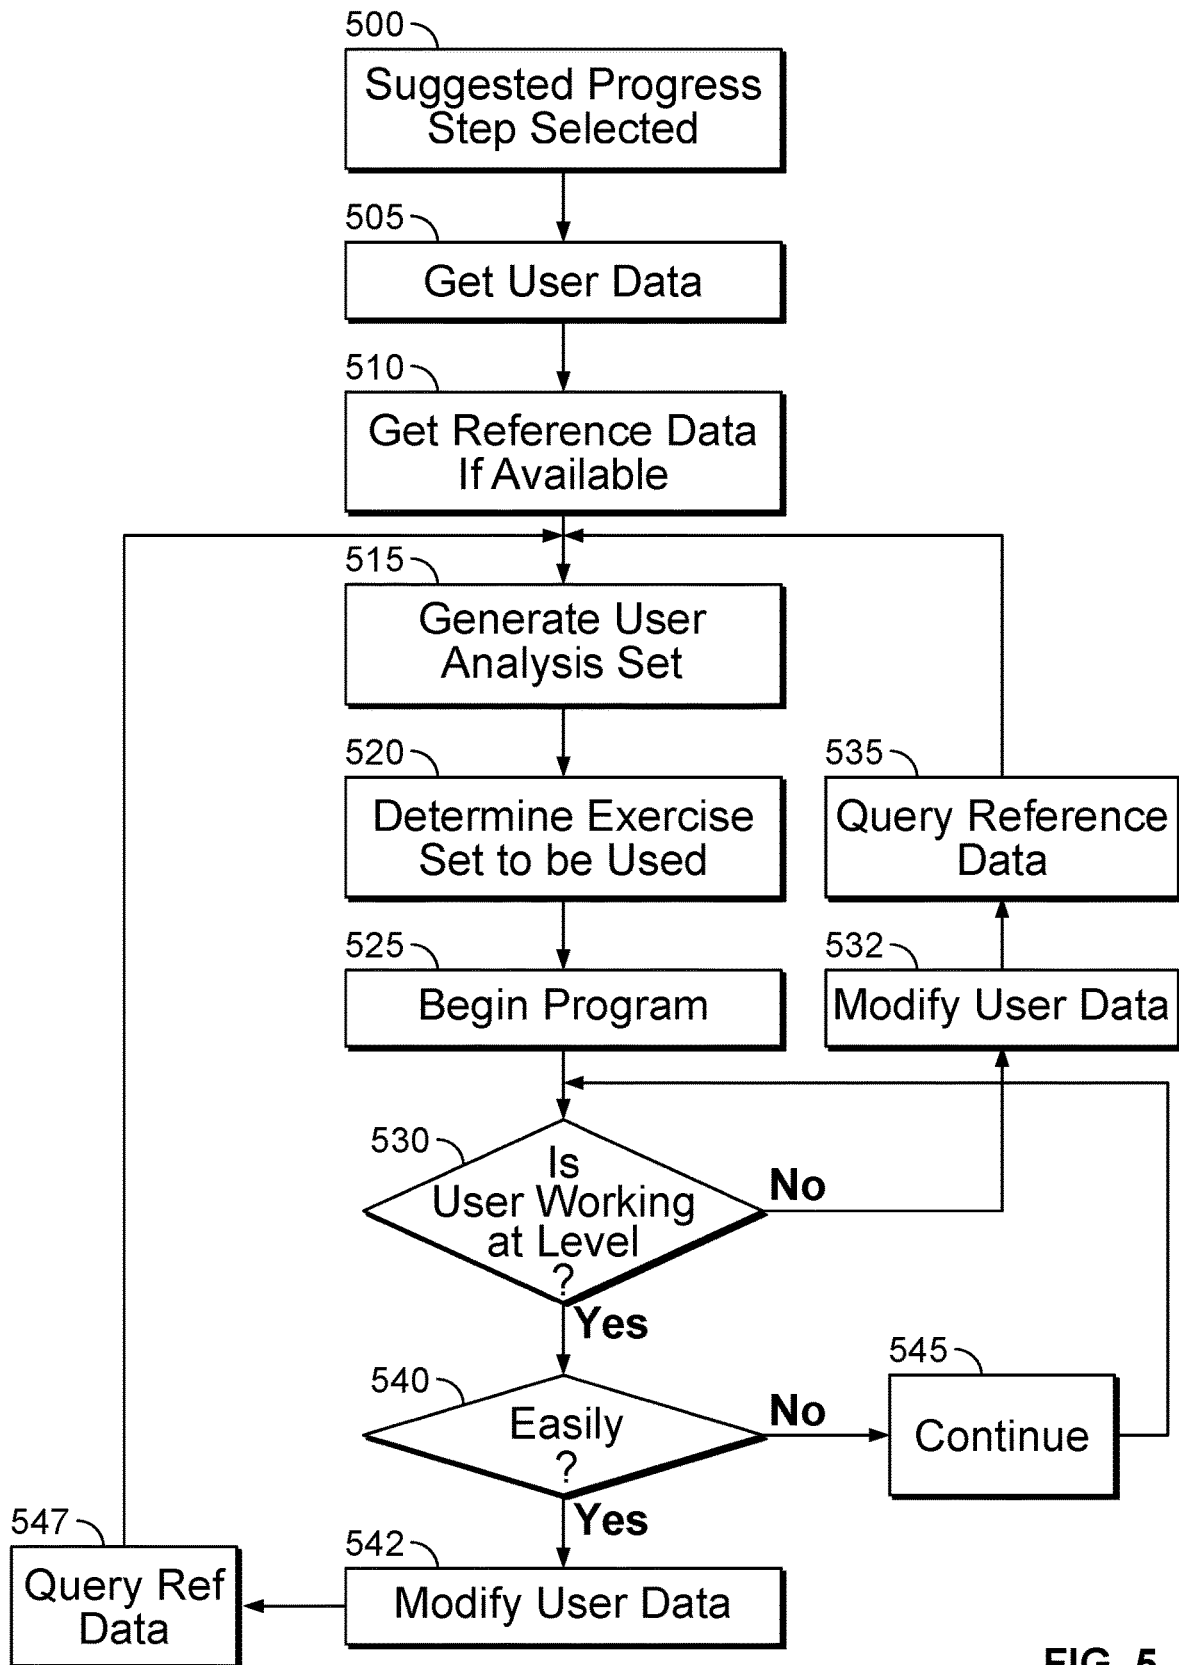 500
Suggested Progress
Step Selected
505
Get User Data
510
Get Reference Data
If Available
515
Generate User
Analysis Set
520
Determine Exercise
Set to be Used
535
Query Reference
Data
525
Begin Program
532
Modify User Data
530
Is
User Working
at Level
?
No
Yes
540
Easily
?
No
545
Continue
Yes
547
Query Ref
Data
542
Modify User Data
FIG. 5